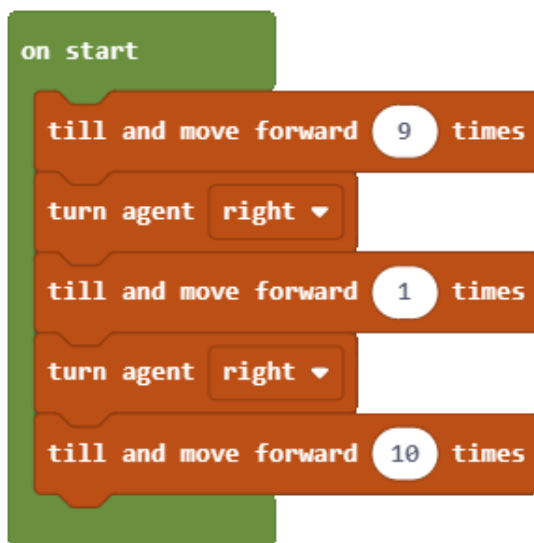 on start
till and move forward 9 times
turn agent right
till and move forward 1 times
turn agent right
till and move forward 10 times